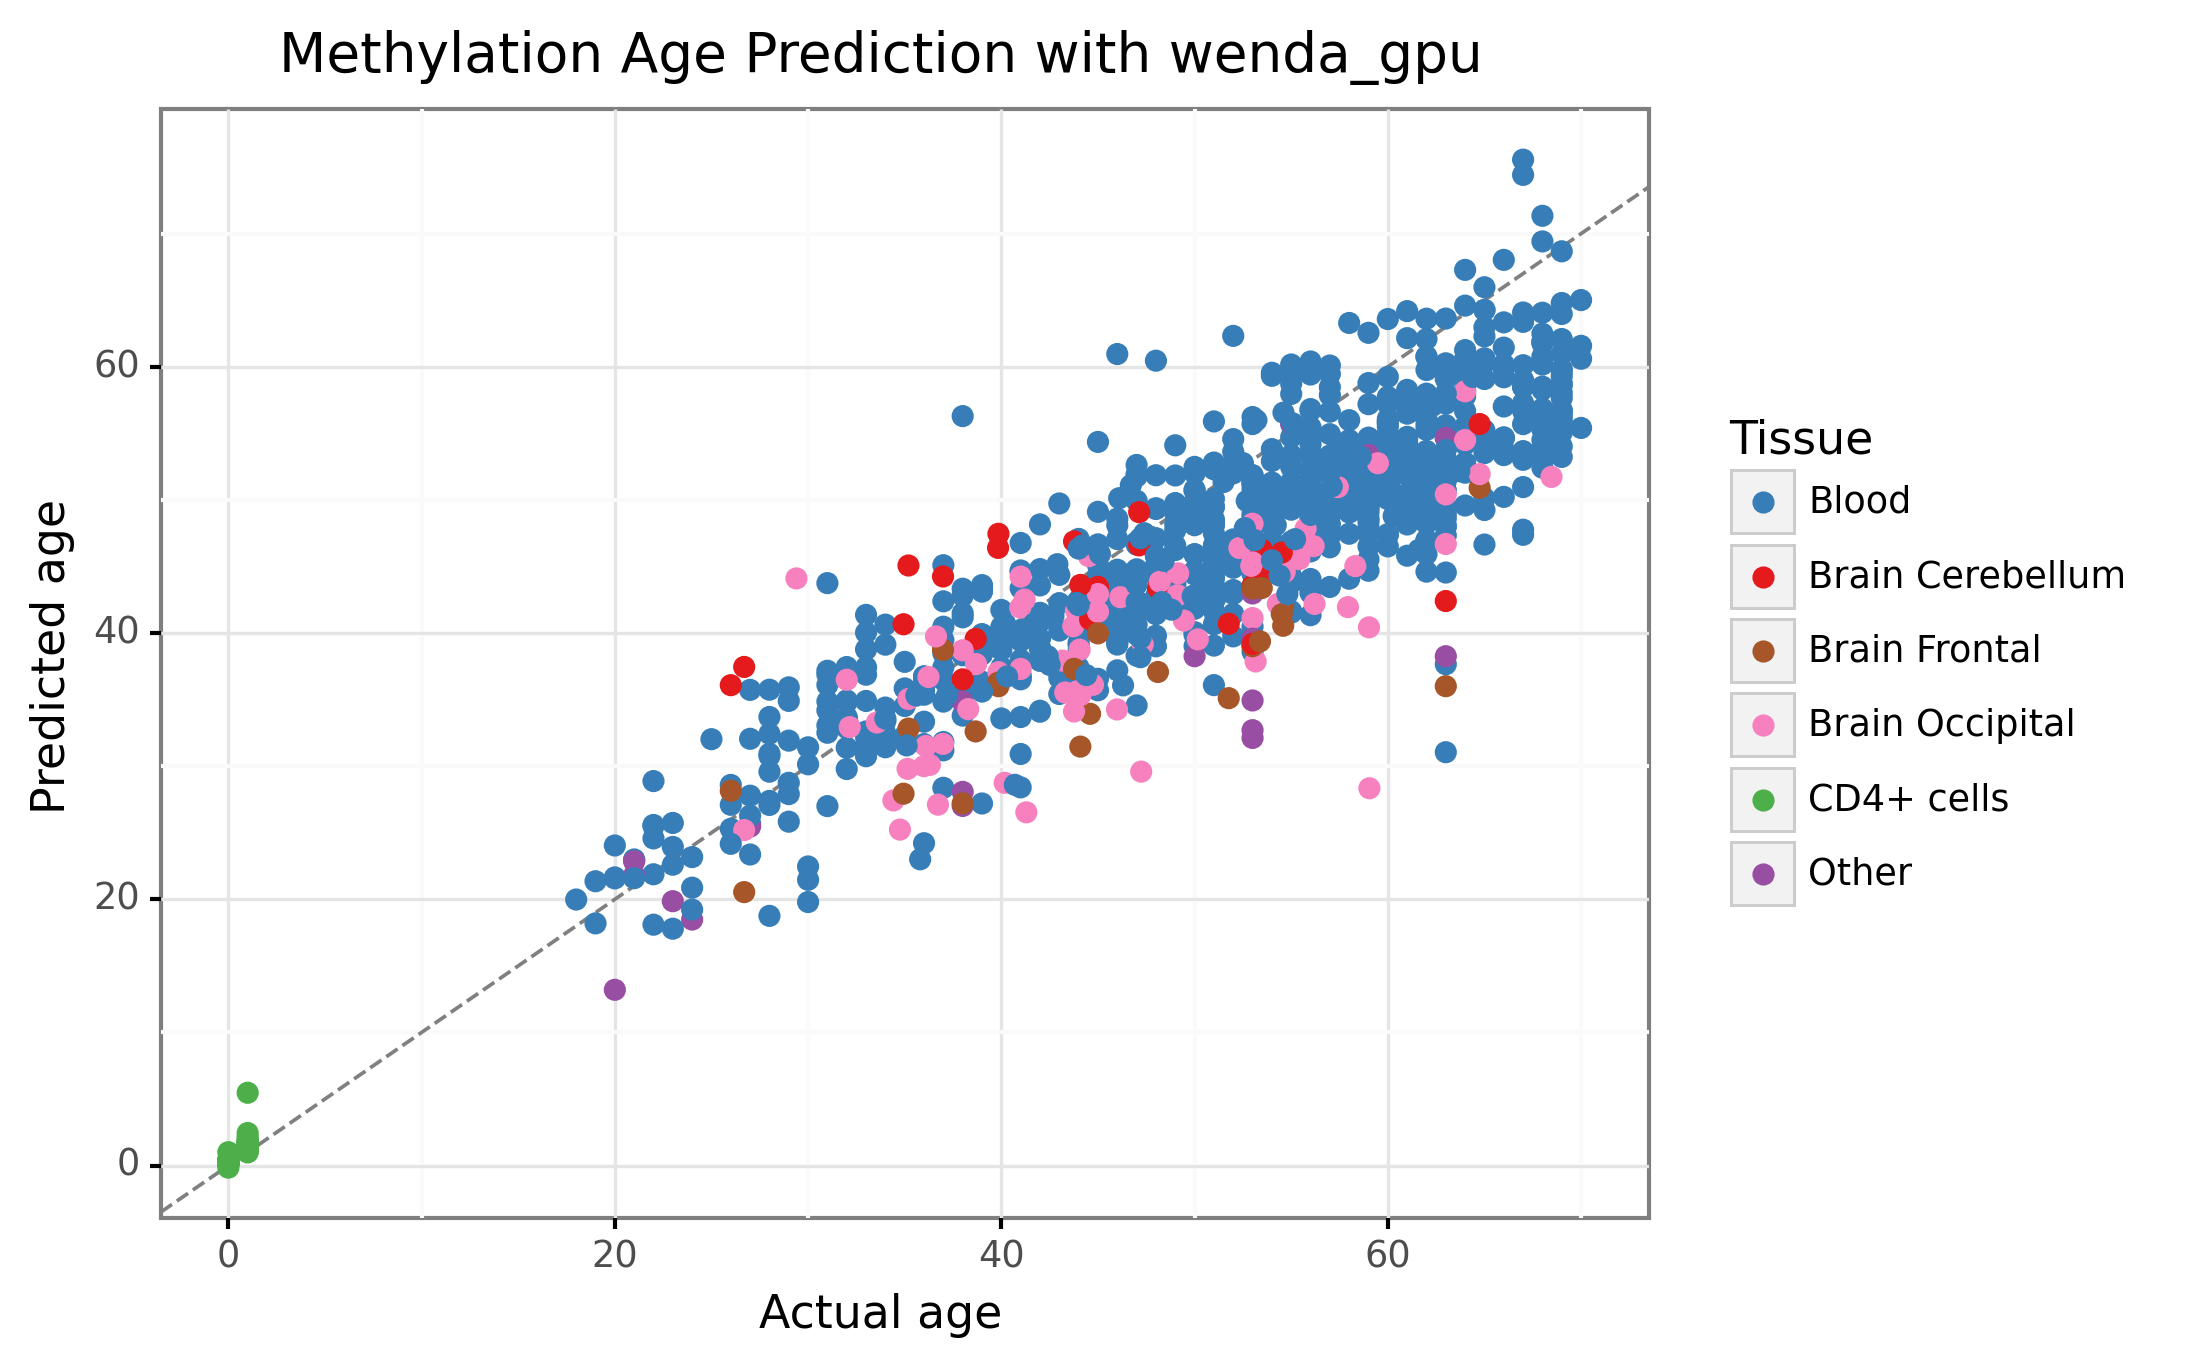 Methylation Age Prediction with wenda_gpu
Predicted age
60
40
20
0
0 20 40 60
Actual age
Tissue
Blood
Brain Cerebellum
Brain Frontal
Brain Occipital
CD4+ cells
Other